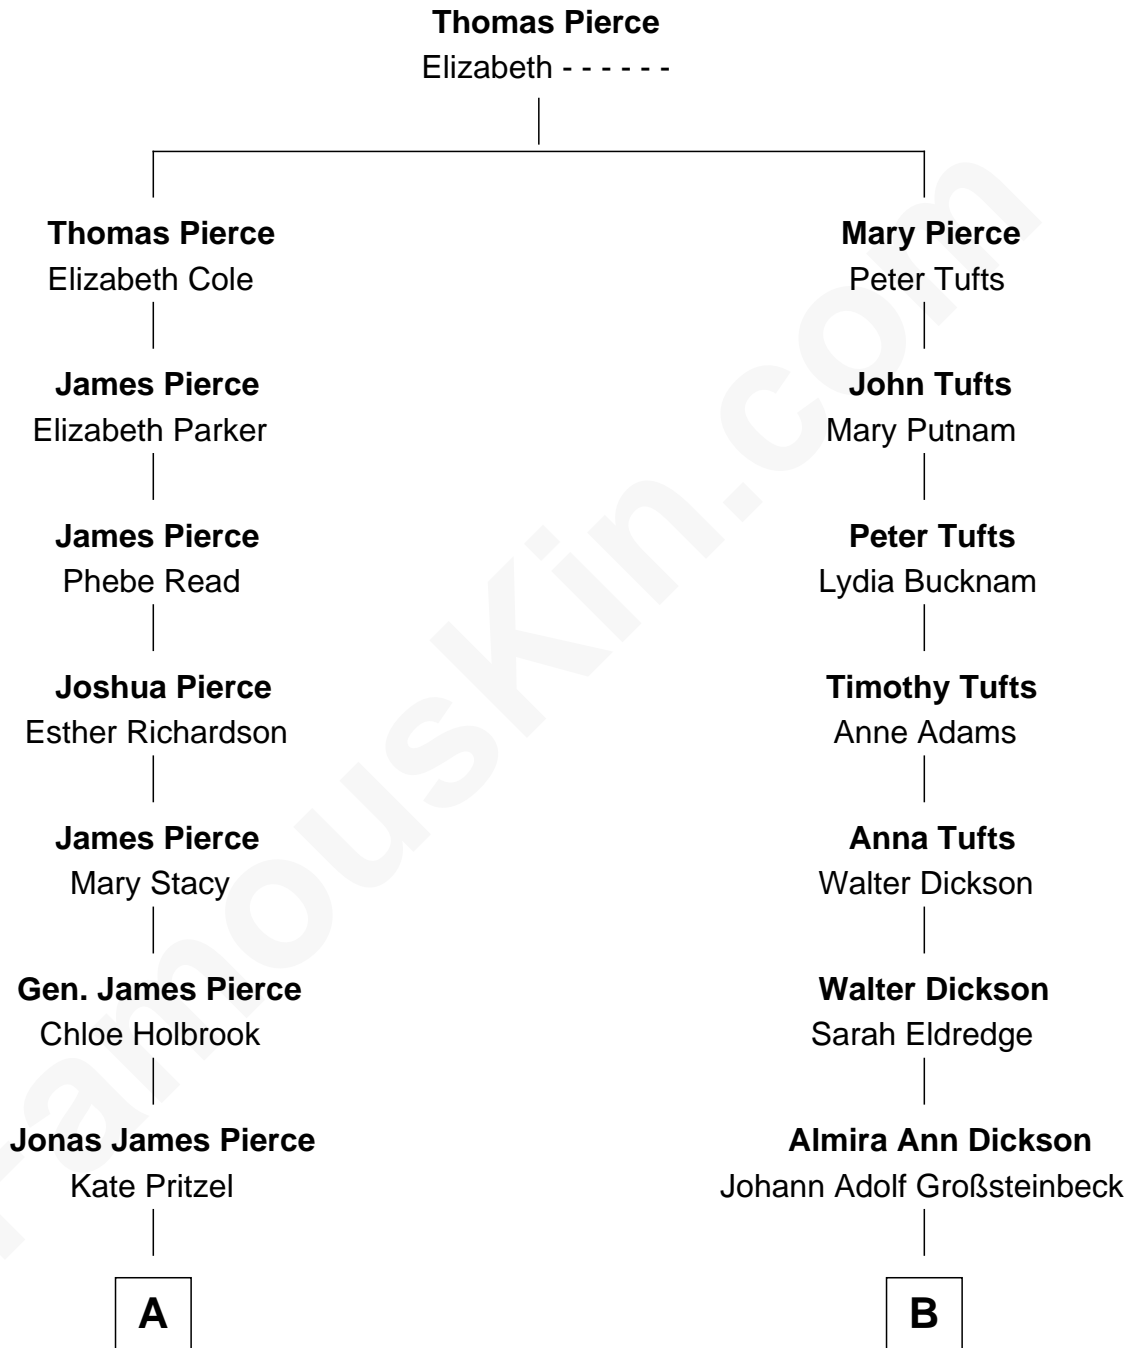 Thomas Pierce
Elizabeth - - - - - -
Thomas Pierce
Elizabeth Cole
Mary Pierce
Peter Tufts
James Pierce
Elizabeth Parker
John Tufts
Mary Putnam
James Pierce
Phebe Read
Peter Tufts
Lydia Bucknam
Joshua Pierce
Esther Richardson
Timothy Tufts
Anne Adams
James Pierce
Mary Stacy
Anna Tufts
Walter Dickson
Gen. James Pierce
Chloe Holbrook
Walter Dickson
Sarah Eldredge
Jonas James Pierce
Kate Pritzel
Almira Ann Dickson
Johann Adolf Großsteinbeck
A
B
FamousKin.com